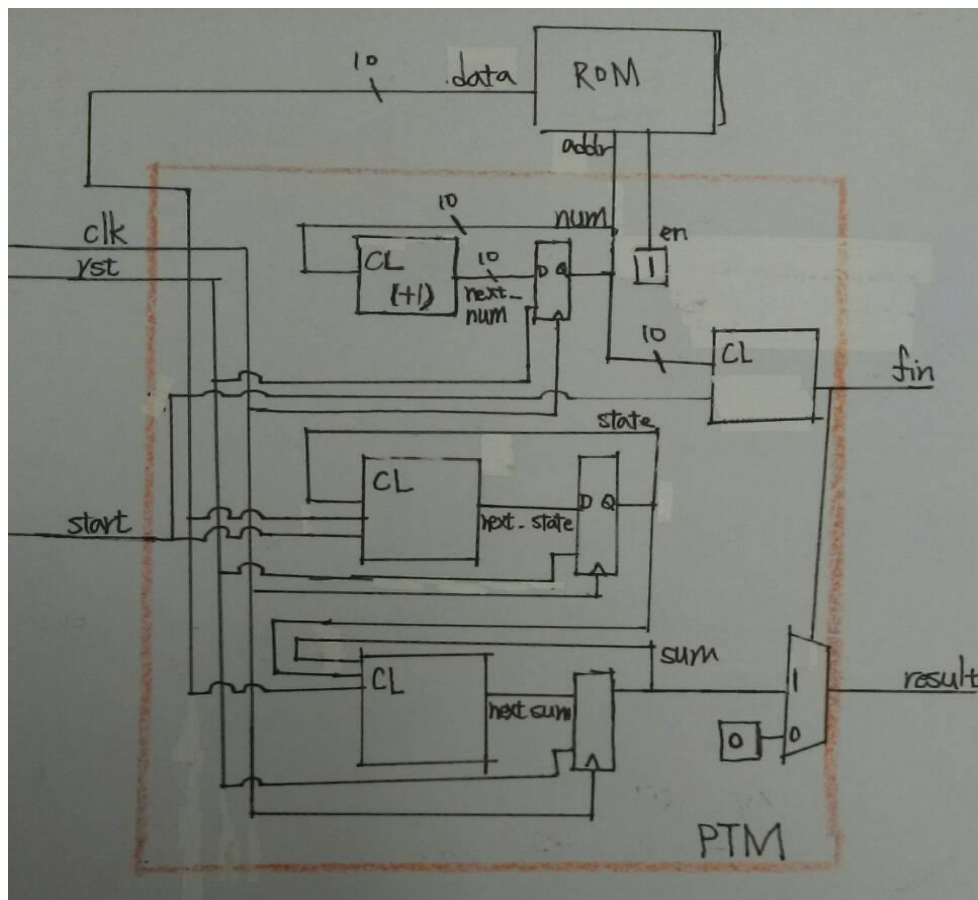 10
data
ROM
addr
clk
rst
10
num
en
1
CL
(+1)
10
next_
num
D Q
10
CL
fin
state
CL
D Q
next_state
start
CL
next sum
sum
1
0
0
result
PTM